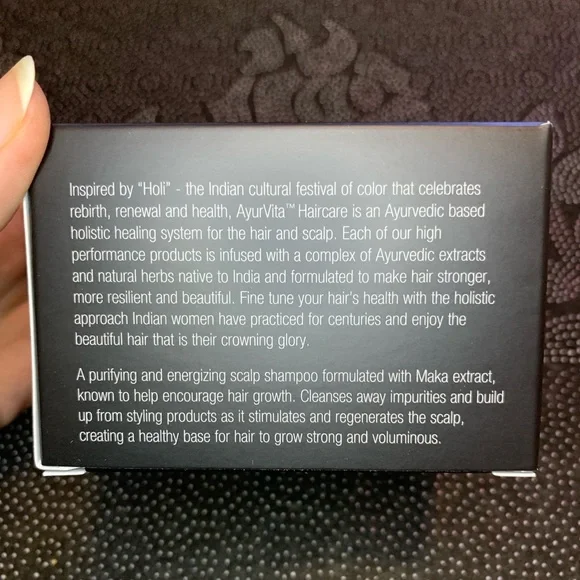 Inspired by "Holi" - the Indian cultural festival of color that celebrates
rebirth, renewal and health, AyurVita™ Haircare is an Ayurvedic based
holistic healing system for the hair and scalp. Each of our high
performance products is infused with a complex of Ayurvedic extracts
and natural herbs native to India and formulated to make hair stronger,
more resilient and beautiful. Fine tune your hair's health with the holistic
approach Indian women have practiced for centuries and enjoy the
beautiful hair that is their crowning glory.
A purifying and energizing scalp shampoo formulated with Maka extract,
known to help encourage hair growth. Cleanses away impurities and build
up from styling products as it stimulates and regenerates the scalp,
creating a healthy base for hair to grow strong and voluminous.